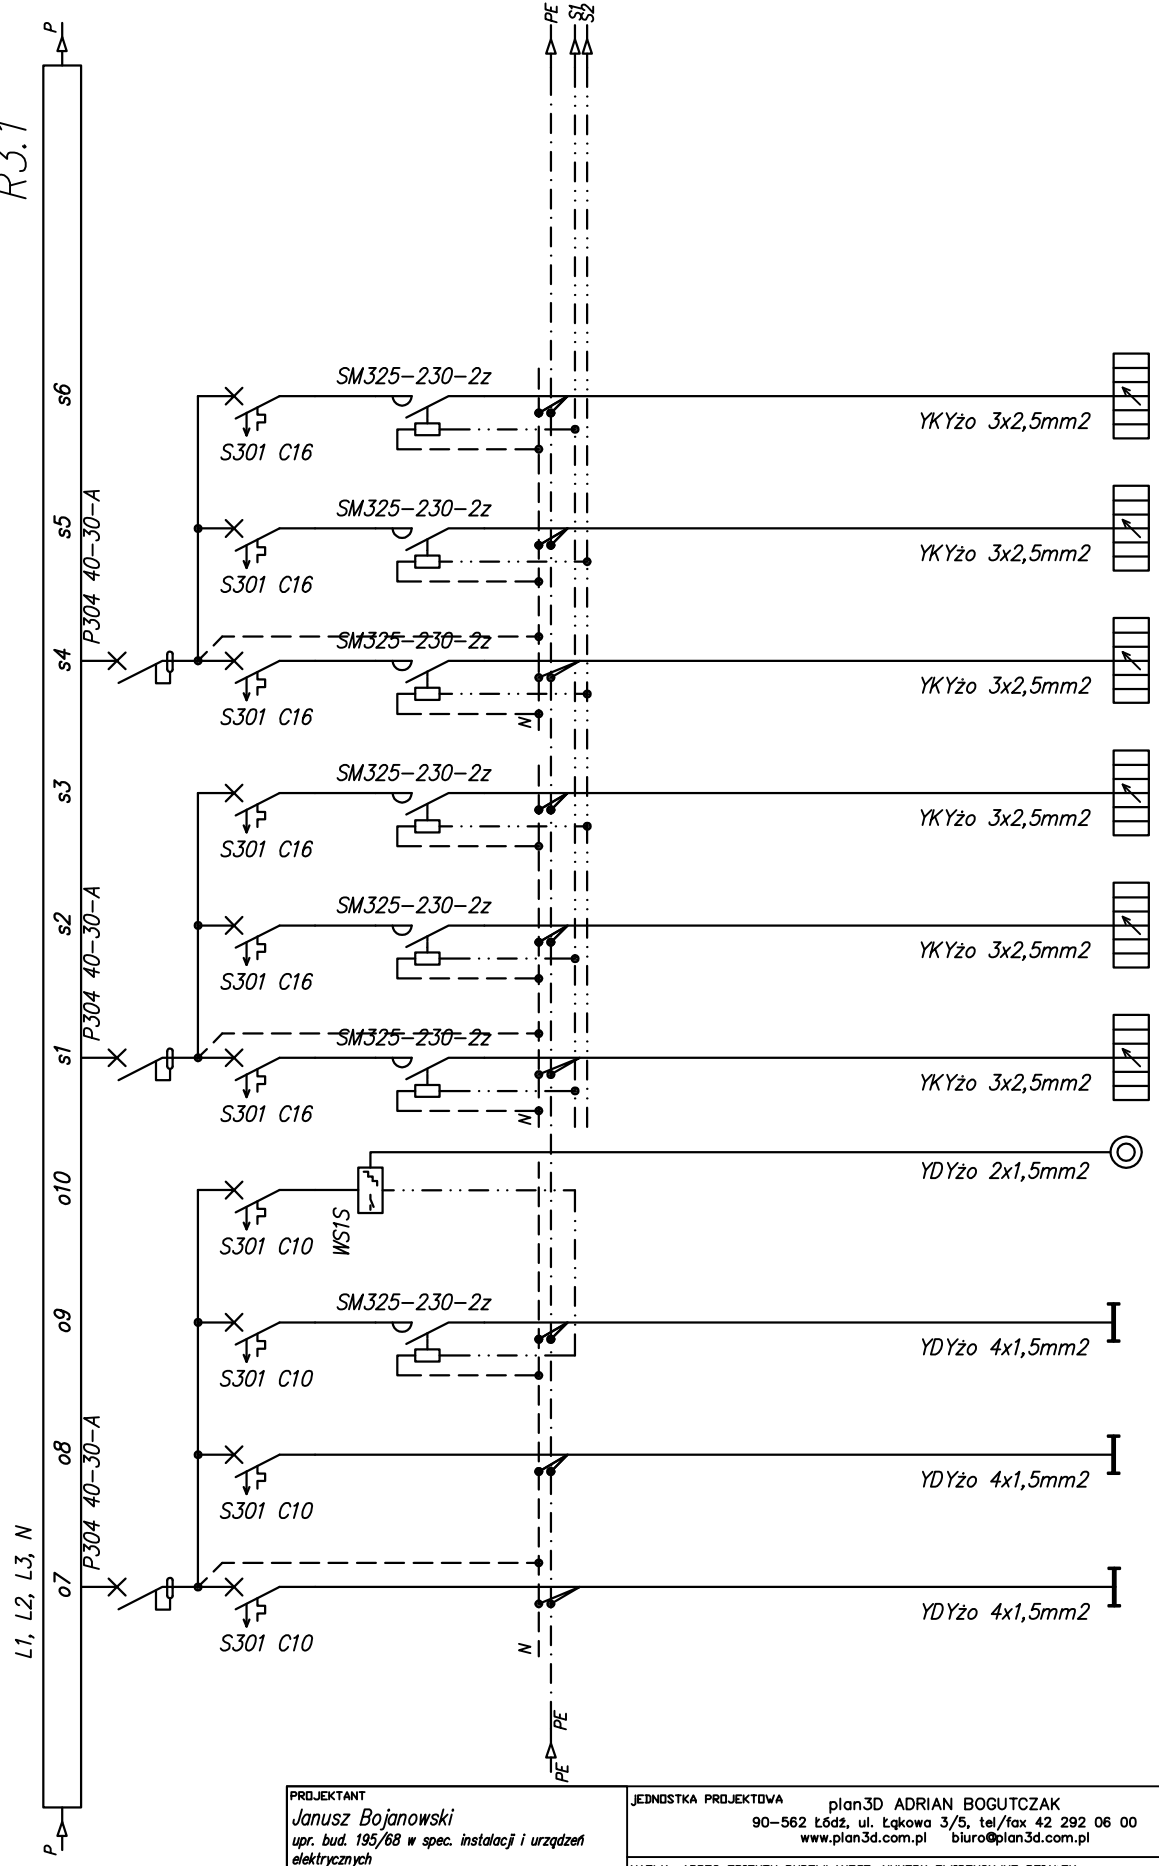 P
R3.1
PE
S1
S2
s6
SM325-230-2z
S301 C16
YKYżo 3x2,5mm2
s5
P304 40-30-A
SM325-230-2z
S301 C16
YKYżo 3x2,5mm2
s4
SM325-230-2z
S301 C16
N
YKYżo 3x2,5mm2
s3
SM325-230-2z
S301 C16
YKYżo 3x2,5mm2
s2
P304 40-30-A
SM325-230-2z
S301 C16
YKYżo 3x2,5mm2
s1
SM325-230-2z
S301 C16
N
YKYżo 3x2,5mm2
o10
S301 C10
WS1S
YDYżo 2x1,5mm2
o9
SM325-230-2z
S301 C10
YDYżo 4x1,5mm2
o8
P304 40-30-A
S301 C10
YDYżo 4x1,5mm2
L1, L2, L3, N
o7
S301 C10
N
YDYżo 4x1,5mm2
PE
PE
P
PROJEKTANT
Janusz Bojanowski
upr. bud. 195/68 w spec. instalacji i urządzeń
elektrycznych
JEDNOSTKA PROJEKTOWA
plan3D ADRIAN BOGUTCZAK
90-562 Łódź, ul. Łąkowa 3/5, tel/fax 42 292 06 00
www.plan3d.com.pl biuro@plan3d.com.pl